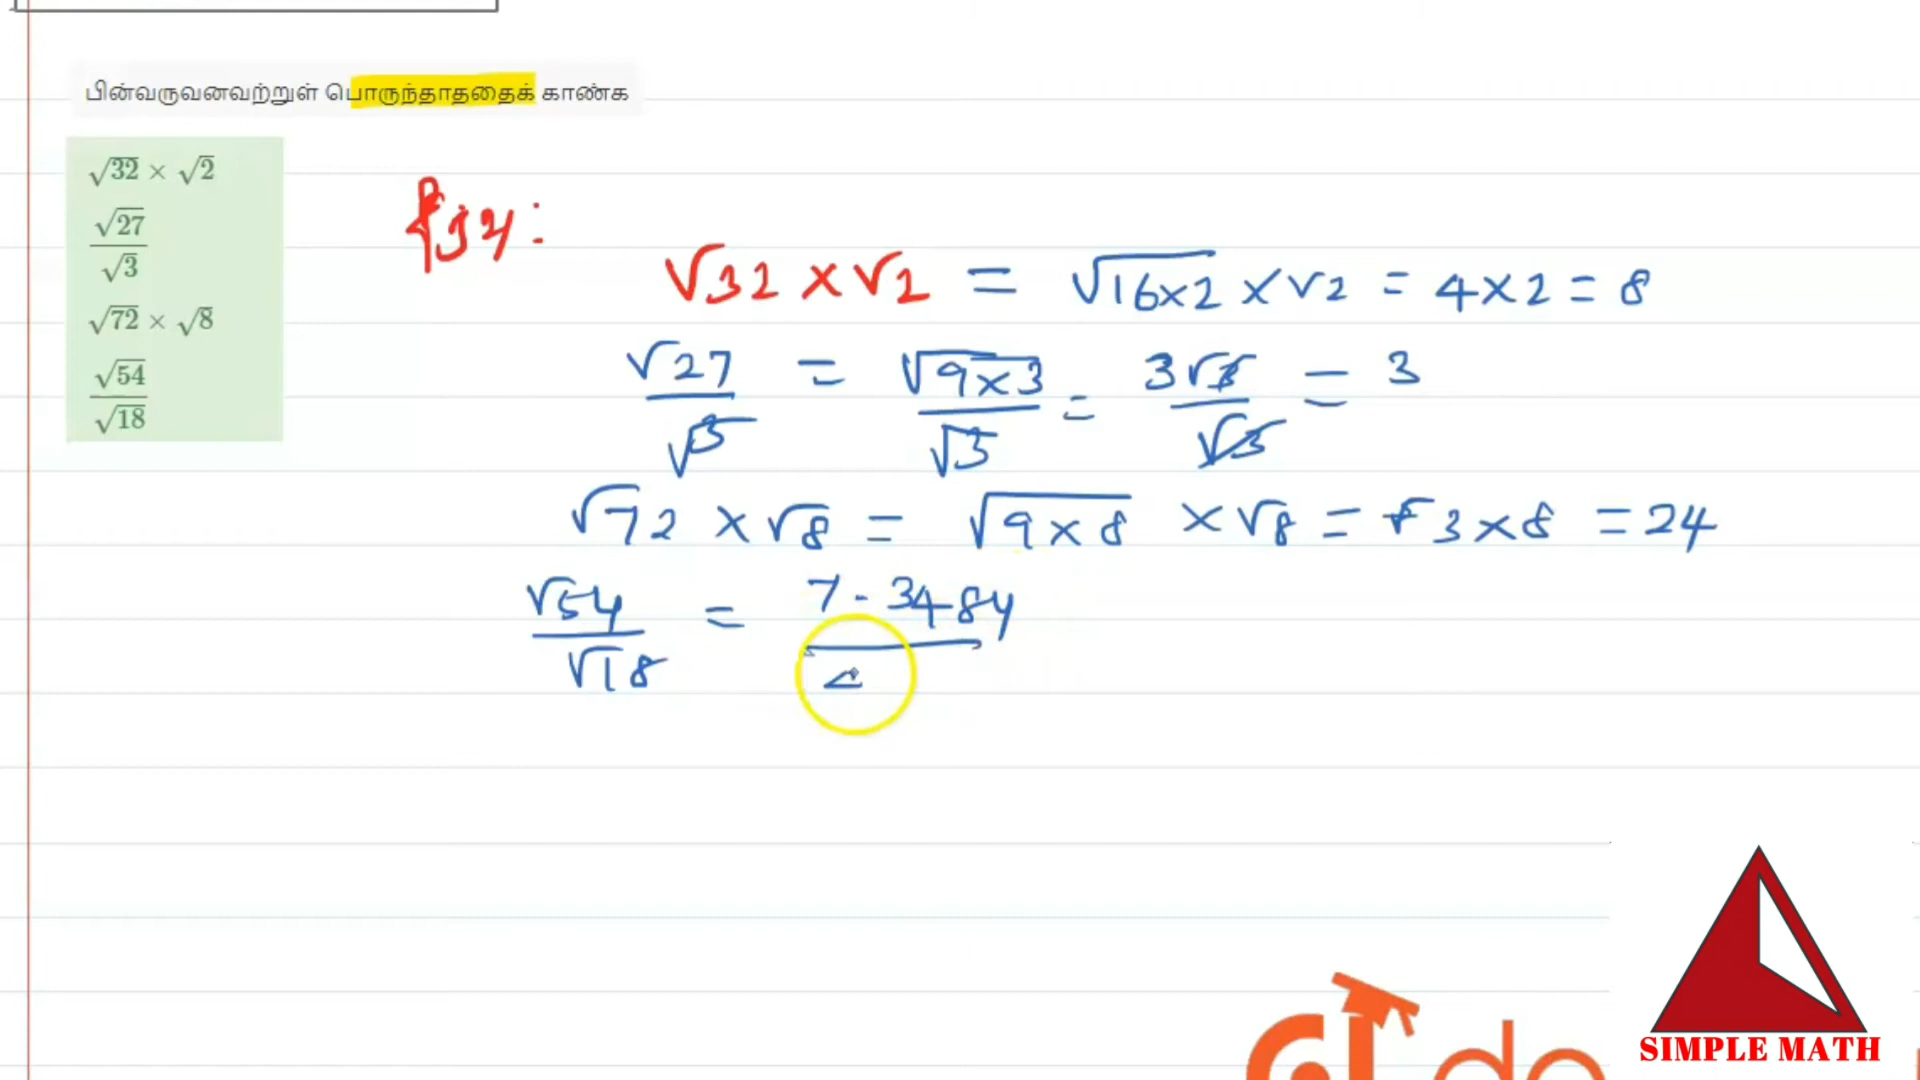 பின்வருவனவற்றுள் பொருந்தாததைக் காண்க
√32 × √2
√27
√3
√72 × √8
√54
√18
√32 × √2 = √16×2 × √2 = 4×2 = 8
√27/√3 = √9×3/√3 = 3√3/√3 = 3
√72 × √8 = √9×8 × √8 = 3×8 = 24
√54/√18 = 7.3484
SIMPLE MATH